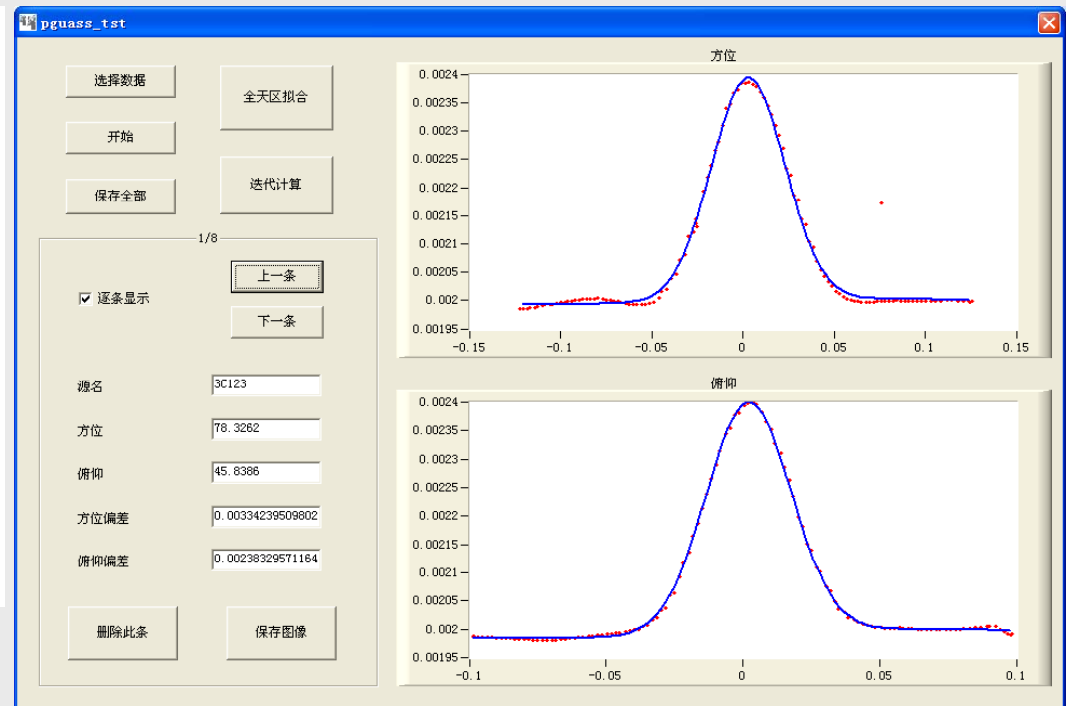 pguass_tst
选择数据
全天区拟合
开始
迭代计算
保存全部
1/8
上一条
逐条显示
下一条
源名
3C123
方位
78.3262
俯仰
45.8386
方位偏差
0.00334239509802
俯仰偏差
0.00238329571164
删除此条
保存图像
方位
0.0024
0.00235
0.0023
0.00225
0.0022
0.00215
0.0021
0.00205
0.002
0.00195
-0.15 -0.1 -0.05 0 0.05 0.1 0.15
俯仰
0.0024
0.00235
0.0023
0.00225
0.0022
0.00215
0.0021
0.00205
0.002
0.00195
-0.1 -0.05 0 0.05 0.1